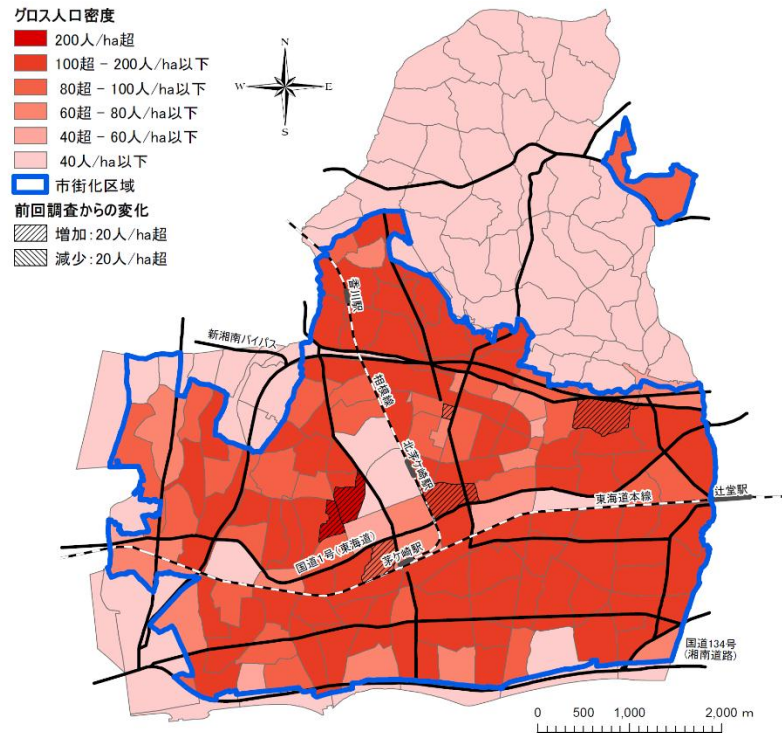 グロス人口密度
200人/ha超
100超 - 200人/ha以下
80超 - 100人/ha以下
60超 - 80人/ha以下
40超 - 60人/ha以下
40人/ha以下
市街化区域
前回調査からの変化
増加:20人/ha超
減少:20人/ha超
N
W
E
S
香川駅
新湘南バイパス
相模線
北茅ケ崎駅
東海道本線
辻堂駅
国道1号(東海道)
茅ケ崎駅
国道134号
(湘南道路)
0 500 1,000 2,000 m